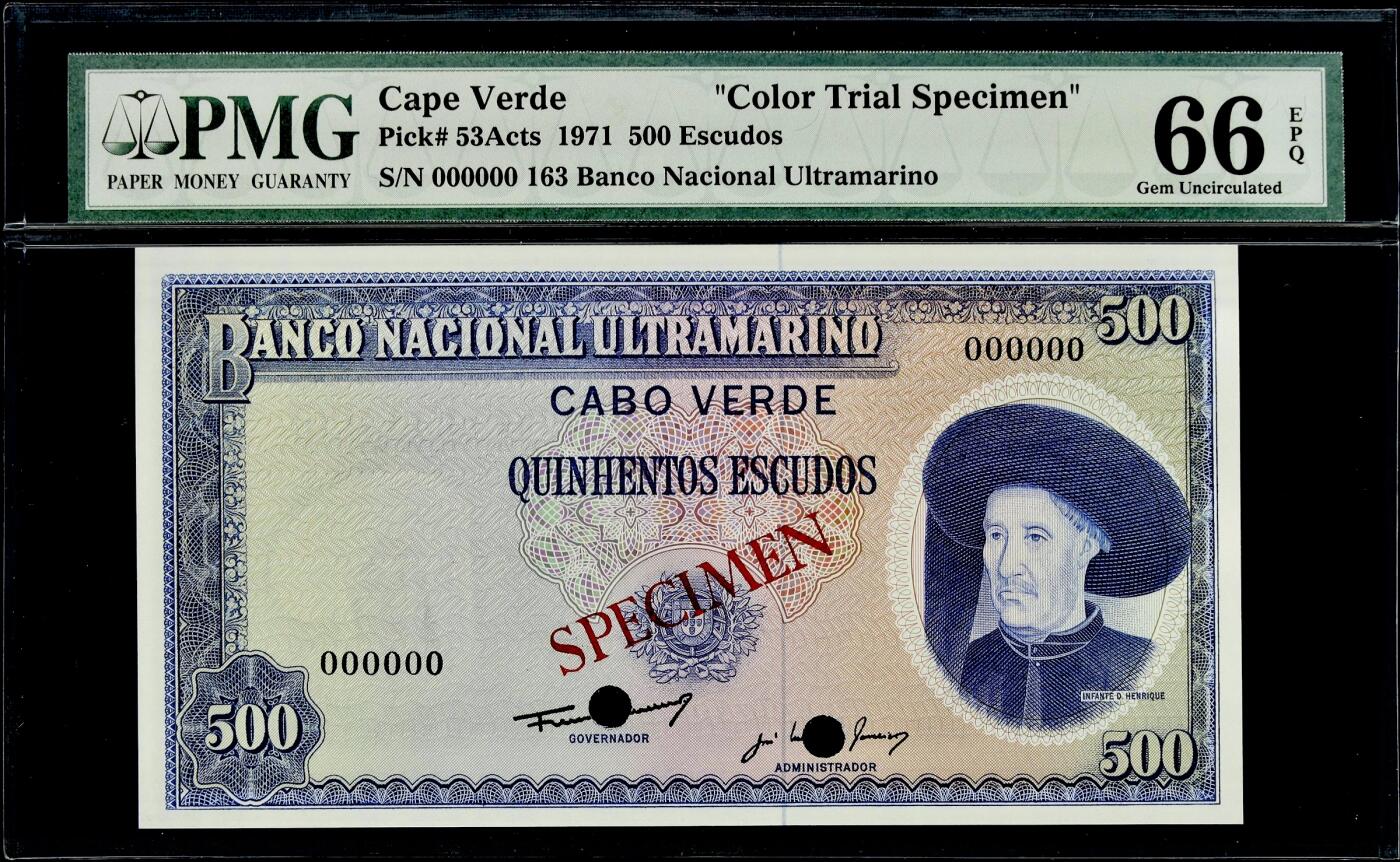 PMG
PAPER MONEY GUARANTY
Cape Verde "Color Trial Specimen"
Pick# 53Acts 1971 500 Escudos
S/N 000000 163 Banco Nacional Ultramarino
66
EPQ
Gem Uncirculated
BANCO NACIONAL ULTRAMARINO
500
000000
CABO VERDE
QUINHENTOS ESCUDOS
SPECIMEN
000000
INFANTE D. HENRIQUE
500
GOVERNADOR
ADMINISTRADOR
500